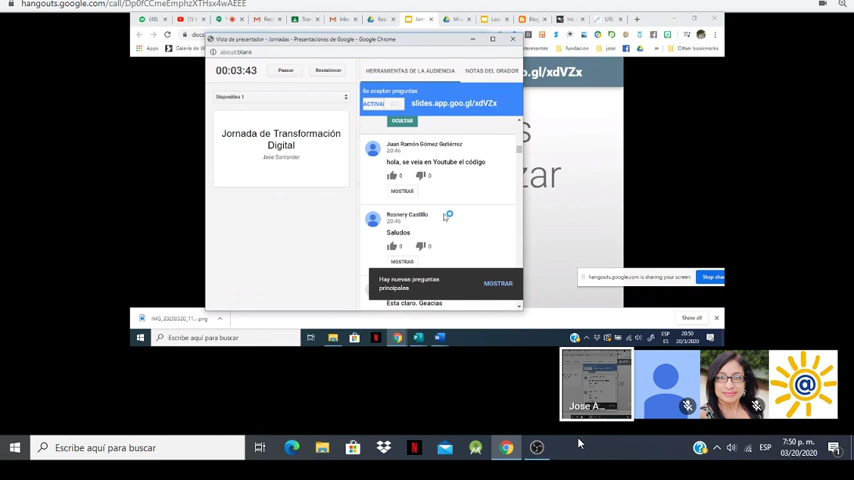 hangouts.google.com/call/Dp0fCCmeEmphzXTHsx4wAEEE
Vista de presentador - Jornadas - Presentaciones de Google - Google Chrome
about:blank
Apps
Other bookmarks
00:03:43
Pausar
Restablecer
HERRAMIENTAS DE LA AUDIENCIA
NOTAS DEL ORADOR
Diapositiva 1
Se aceptan preguntas
slides.app.goo.gl/xdVZx
.gl/xdVZx
OCULTAR
Jornada de Transformación
Digital
Jose Santander
Juan Ramón Gómez Gutiérrez
20:46
hola, se veia en Youtube el código
0
0
MOSTRAR
Rosnery Castillo
20:46
Saludos
0
0
MOSTRAR
Hay nuevas preguntas
principales
MOSTRAR
Esta claro. Geacias
zar
hangouts.google.com is sharing your screen.
Stop sha
IMG_20200320_11...png
Show all
Escribe aquí para buscar
ESP
ES
20:50
20/3/2020
Jose A...
@
Escribe aquí para buscar
ESP
7:50 p. m.
03/20/2020